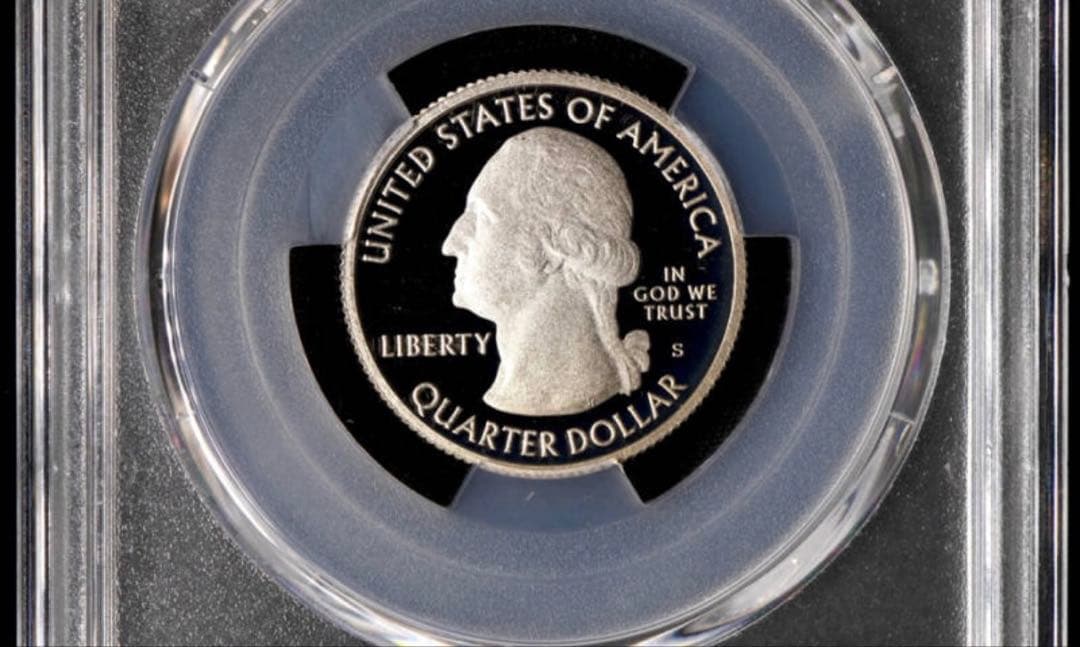 UNITED STATES OF AMERICA
IN
GOD WE
TRUST
LIBERTY
S
QUARTER DOLLAR